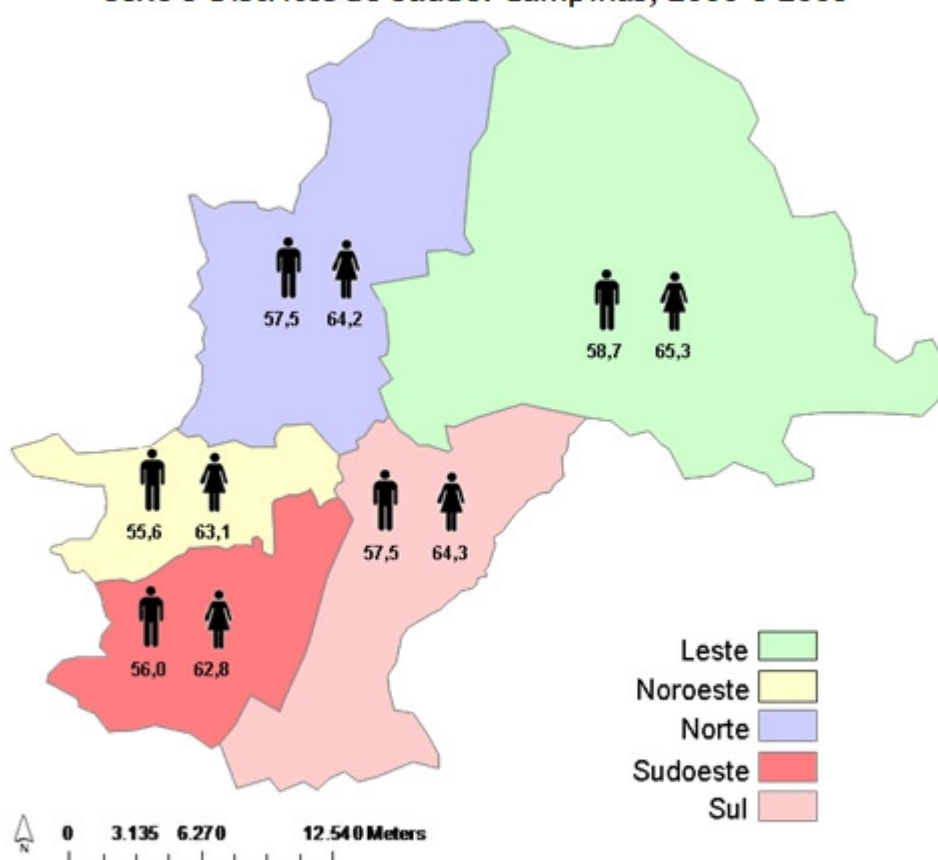 57,5 64,2
58,7 65,3
55,6 63,1
57,5 64,3
56,0 62,8
Leste
Noroeste
Norte
Sudoeste
Sul
0 3.135 6.270 12.540 Meters